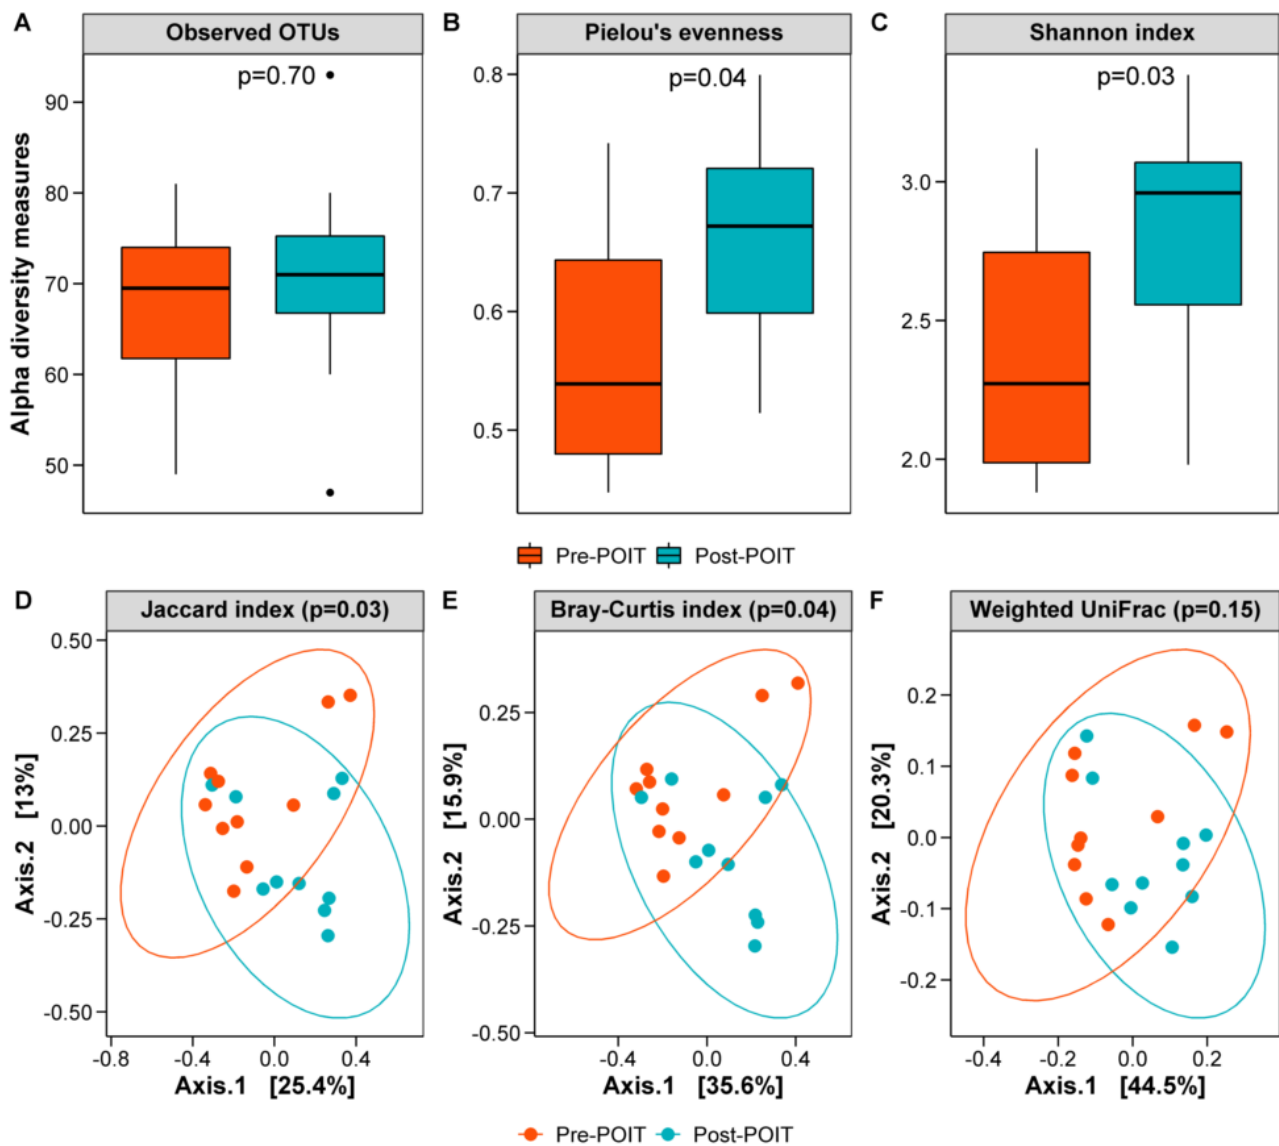 A Observed OTUs B Pielou's evenness C Shannon index
Alpha diversity measures
p=0.70
90
80
70
60
50
p=0.04
0.8
0.7
0.6
0.5
p=0.03
3.0
2.5
2.0
Pre-POIT Post-POIT
D Jaccard index (p=0.03) E Bray-Curtis index (p=0.04) F Weighted UniFrac (p=0.15)
Axis.2 [13%]
0.50
0.25
0.00
-0.25
-0.50
-0.8 -0.4 0.0 0.4
Axis.1 [25.4%]
Axis.2 [15.9%]
0.25
0.00
-0.25
-0.50
-0.4 0.0 0.4
Axis.1 [35.6%]
Axis.2 [20.3%]
0.2
0.1
0.0
-0.1
-0.2
-0.4 -0.2 0.0 0.2
Axis.1 [44.5%]
Pre-POIT Post-POIT